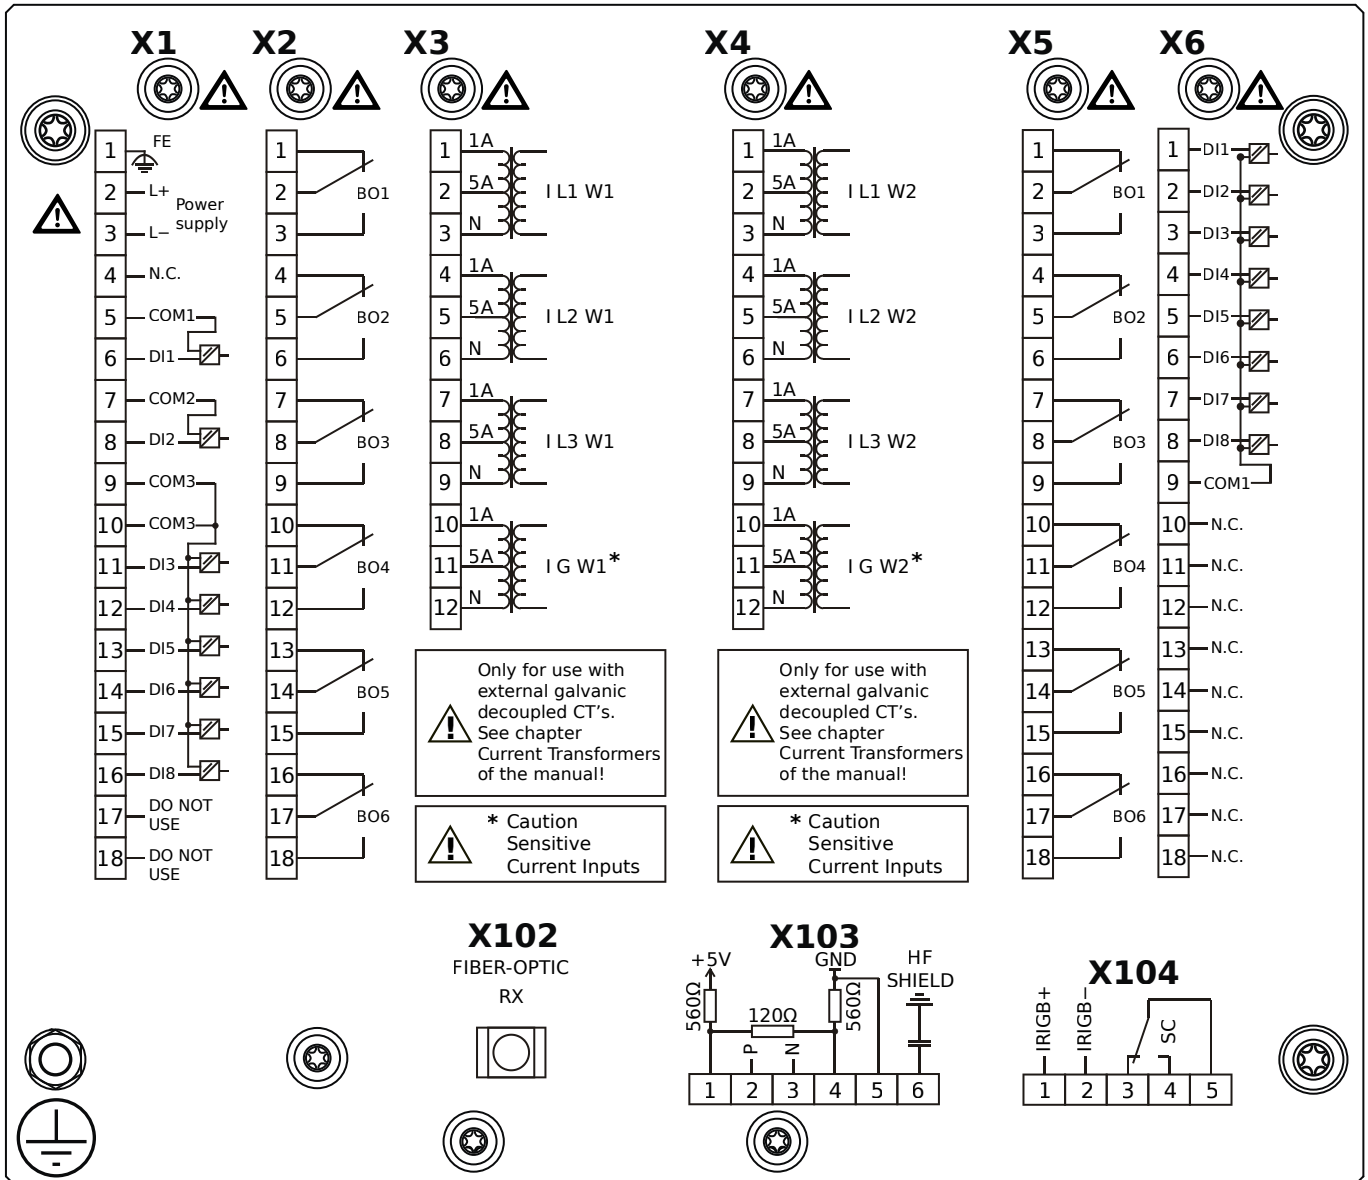 X1 X2 X3 X4 X5 X6
1 FE
2 L+
Power
supply
3 L−
4 N.C.
5 COM1
6 DI1
7 COM2
8 DI2
9 COM3
10 COM3
11 DI3
12 DI4
13 DI5
14 DI6
15 DI7
16 DI8
17 DO NOT
USE
18 DO NOT
USE
1
2 BO1
3
4
5 BO2
6
7
8 BO3
9
10
11 BO4
12
13
14 BO5
15
16
17 BO6
18
1 1A
2 5A I L1 W1
3 N
4 1A
5 5A I L2 W1
6 N
7 1A
8 5A I L3 W1
9 N
10 1A
11 5A I G W1*
12 N
Only for use with
external galvanic
decoupled CT's.
See chapter
Current Transformers
of the manual!
* Caution
Sensitive
Current Inputs
1 1A
2 5A I L1 W2
3 N
4 1A
5 5A I L2 W2
6 N
7 1A
8 5A I L3 W2
9 N
10 1A
11 5A I G W2*
12 N
Only for use with
external galvanic
decoupled CT's.
See chapter
Current Transformers
of the manual!
* Caution
Sensitive
Current Inputs
1
2 BO1
3
4
5 BO2
6
7
8 BO3
9
10
11 BO4
12
13
14 BO5
15
16
17 BO6
18
1 DI1
2 DI2
3 DI3
4 DI4
5 DI5
6 DI6
7 DI7
8 DI8
9 COM1
10 N.C.
11 N.C.
12 N.C.
13 N.C.
14 N.C.
15 N.C.
16 N.C.
17 N.C.
18 N.C.
X102
FIBER-OPTIC
RX
X103
+5V GND HF
SHIELD
560Ω 120Ω 560Ω
P N
1 2 3 4 5 6
X104
IRIGB+ IRIGB− SC
1 2 3 4 5